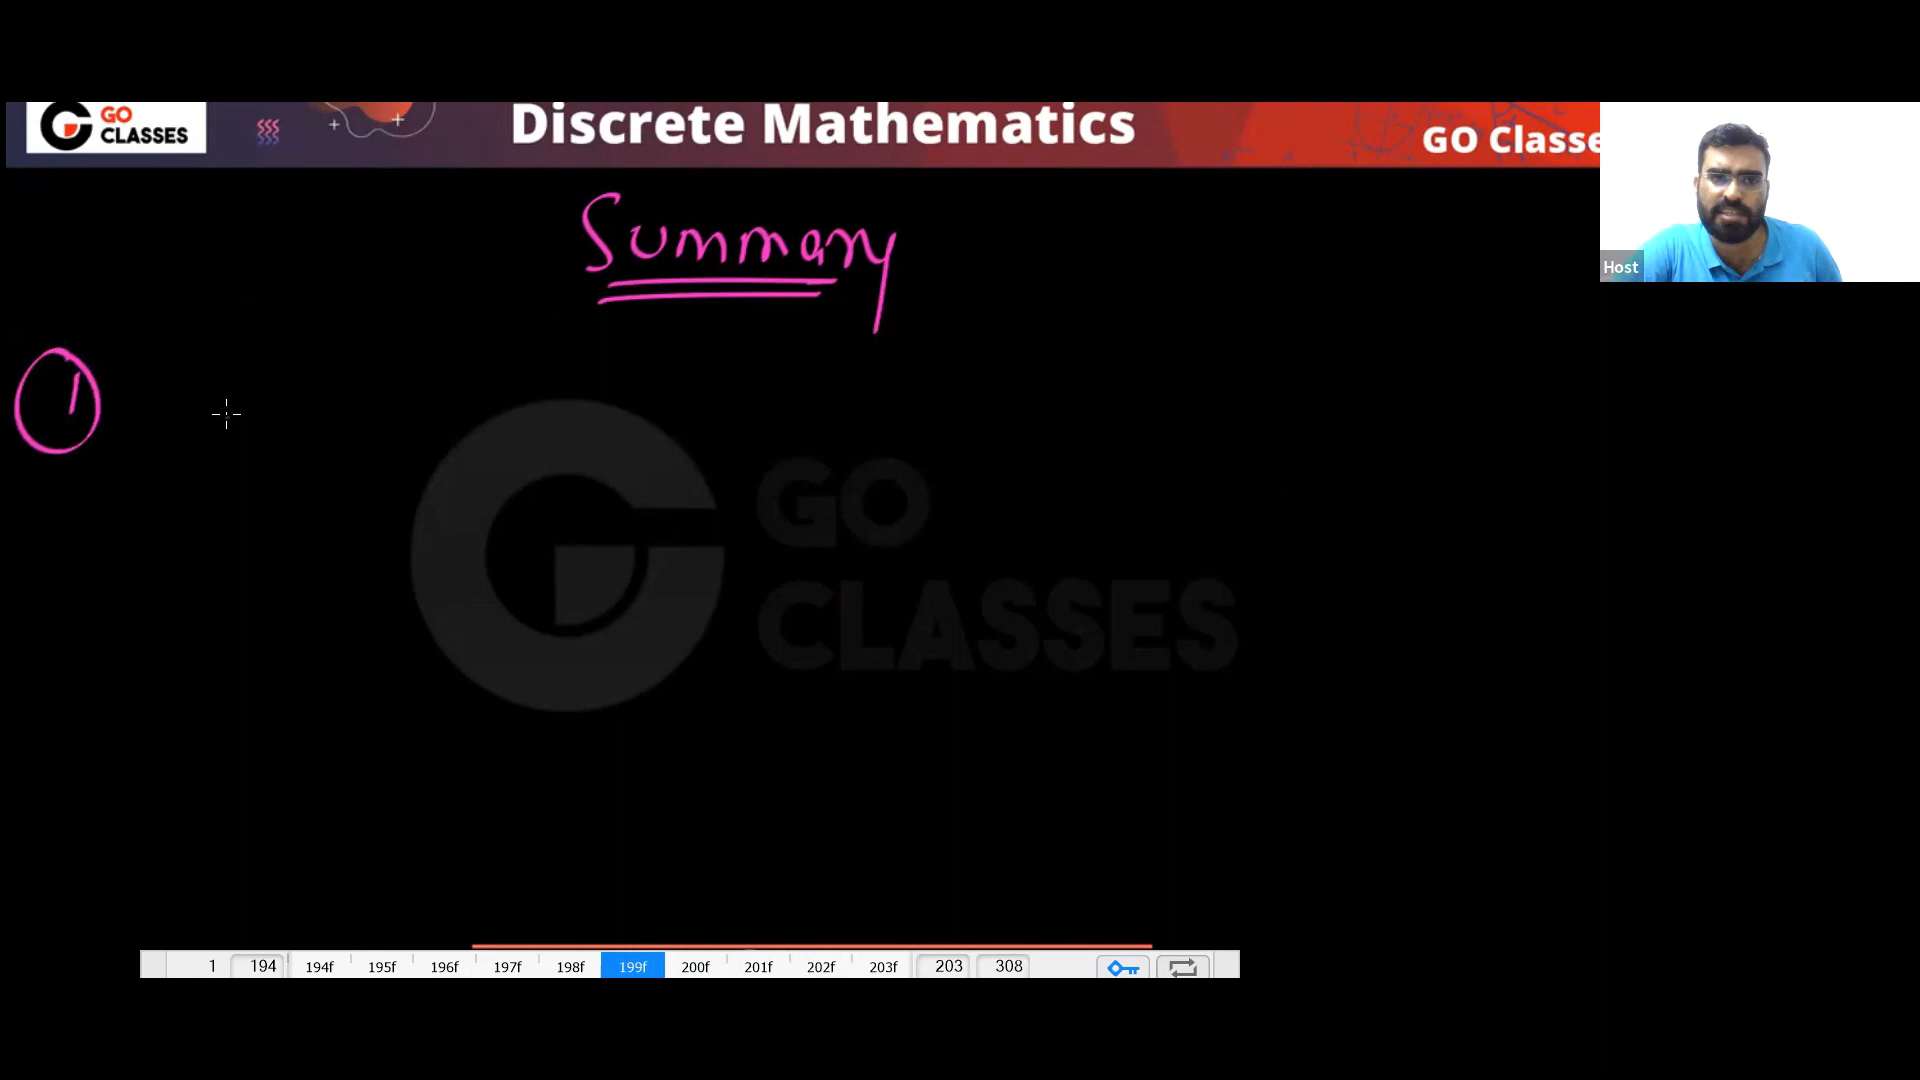 GO
CLASSES
Discrete Mathematics
GO Classe
Host
Summary
1
GO
CLASSES
1 194 194f 195f 196f 197f 198f 199f 200f 201f 202f 203f 203 308